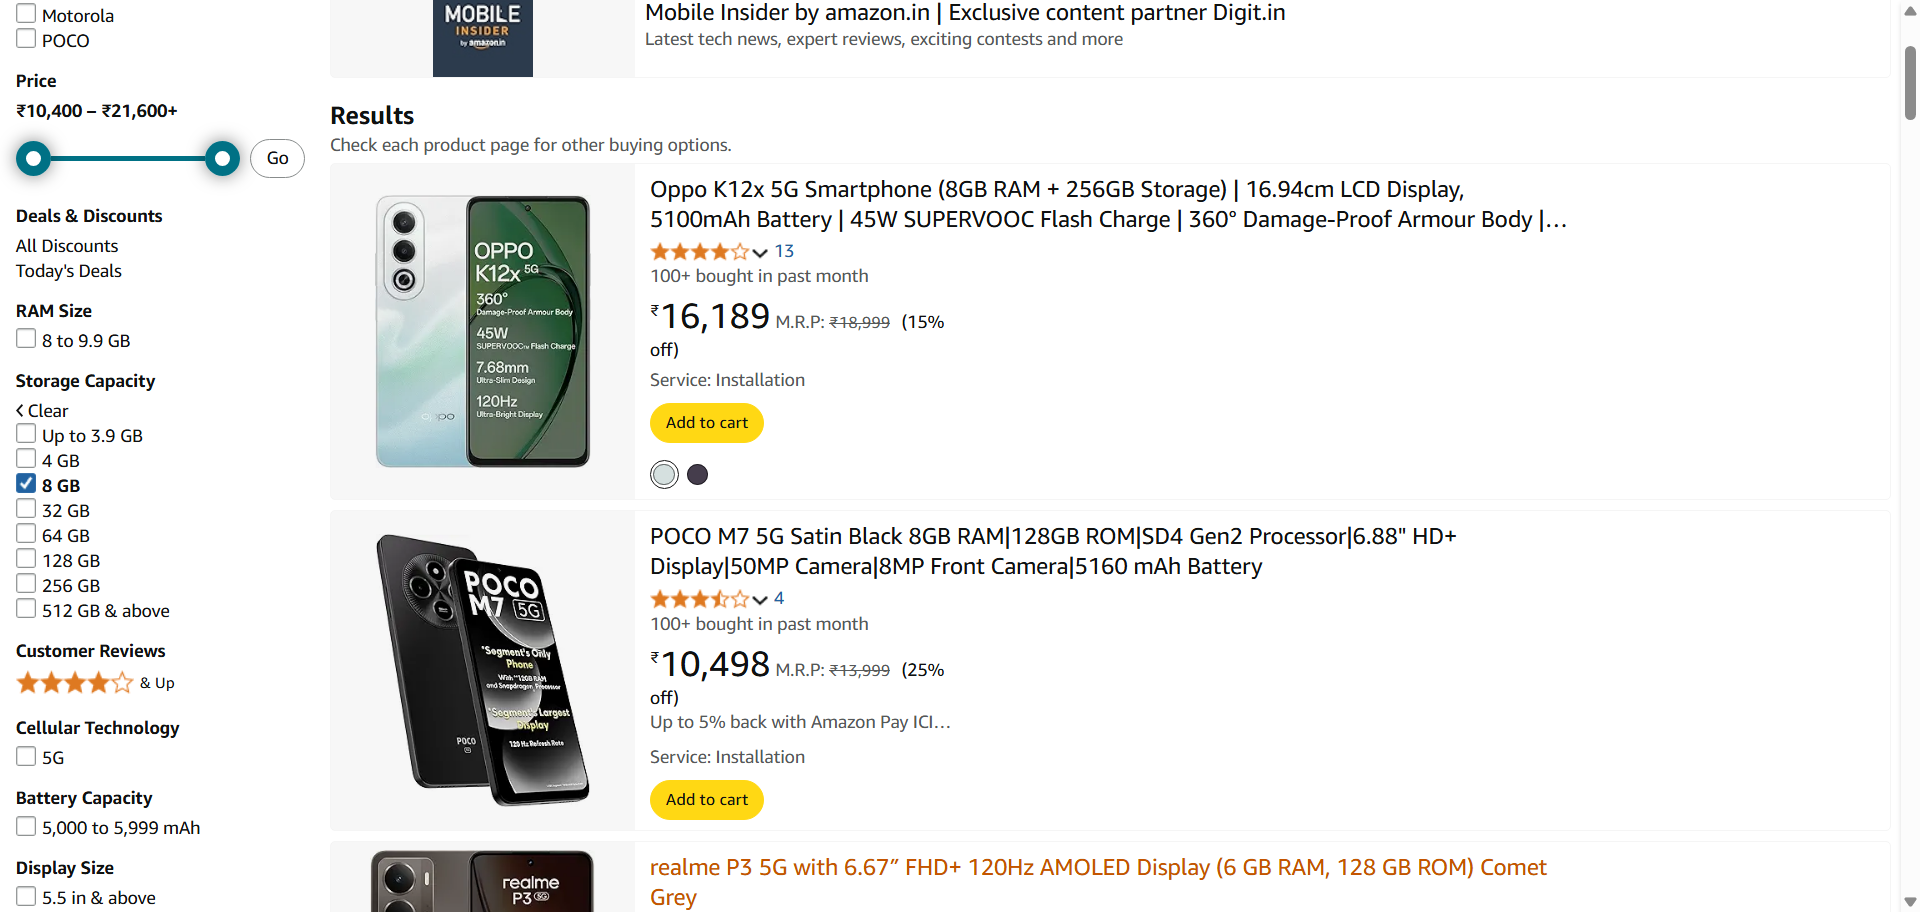 Motorola
POCO
Price
₹10,400 – ₹21,600+
Go
Deals & Discounts
All Discounts
Today's Deals
RAM Size
8 to 9.9 GB
Storage Capacity
Clear
Up to 3.9 GB
4 GB
8 GB
32 GB
64 GB
128 GB
256 GB
512 GB & above
Customer Reviews
& Up
Cellular Technology
5G
Battery Capacity
5,000 to 5,999 mAh
Display Size
5.5 in & above
MOBILE
INSIDER
by amazon.in
Mobile Insider by amazon.in | Exclusive content partner Digit.in
Latest tech news, expert reviews, exciting contests and more
Results
Check each product page for other buying options.
OPPO
K12x 5G
360°
Damage-Proof Armour Body
45W
SUPERVOOC™ Flash Charge
7.68mm
Ultra-Slim Design
120Hz
Ultra-Bright Display
oppo
Oppo K12x 5G Smartphone (8GB RAM + 256GB Storage) | 16.94cm LCD Display,
5100mAh Battery | 45W SUPERVOOC Flash Charge | 360° Damage-Proof Armour Body |…
13
100+ bought in past month
₹16,189 M.R.P: ₹18,999 (15%
off)
Service: Installation
Add to cart
POCO
M7 5G
*Segment's Only
Phone
With **12GB RAM
and Snapdragon Processor
*Segment's Largest
Display
120 Hz Refresh Rate
POCO
5G
POCO M7 5G Satin Black 8GB RAM|128GB ROM|SD4 Gen2 Processor|6.88" HD+
Display|50MP Camera|8MP Front Camera|5160 mAh Battery
4
100+ bought in past month
₹10,498 M.R.P: ₹13,999 (25%
off)
Up to 5% back with Amazon Pay ICI…
Service: Installation
Add to cart
realme
P3 5G
realme P3 5G with 6.67″ FHD+ 120Hz AMOLED Display (6 GB RAM, 128 GB ROM) Comet
Grey